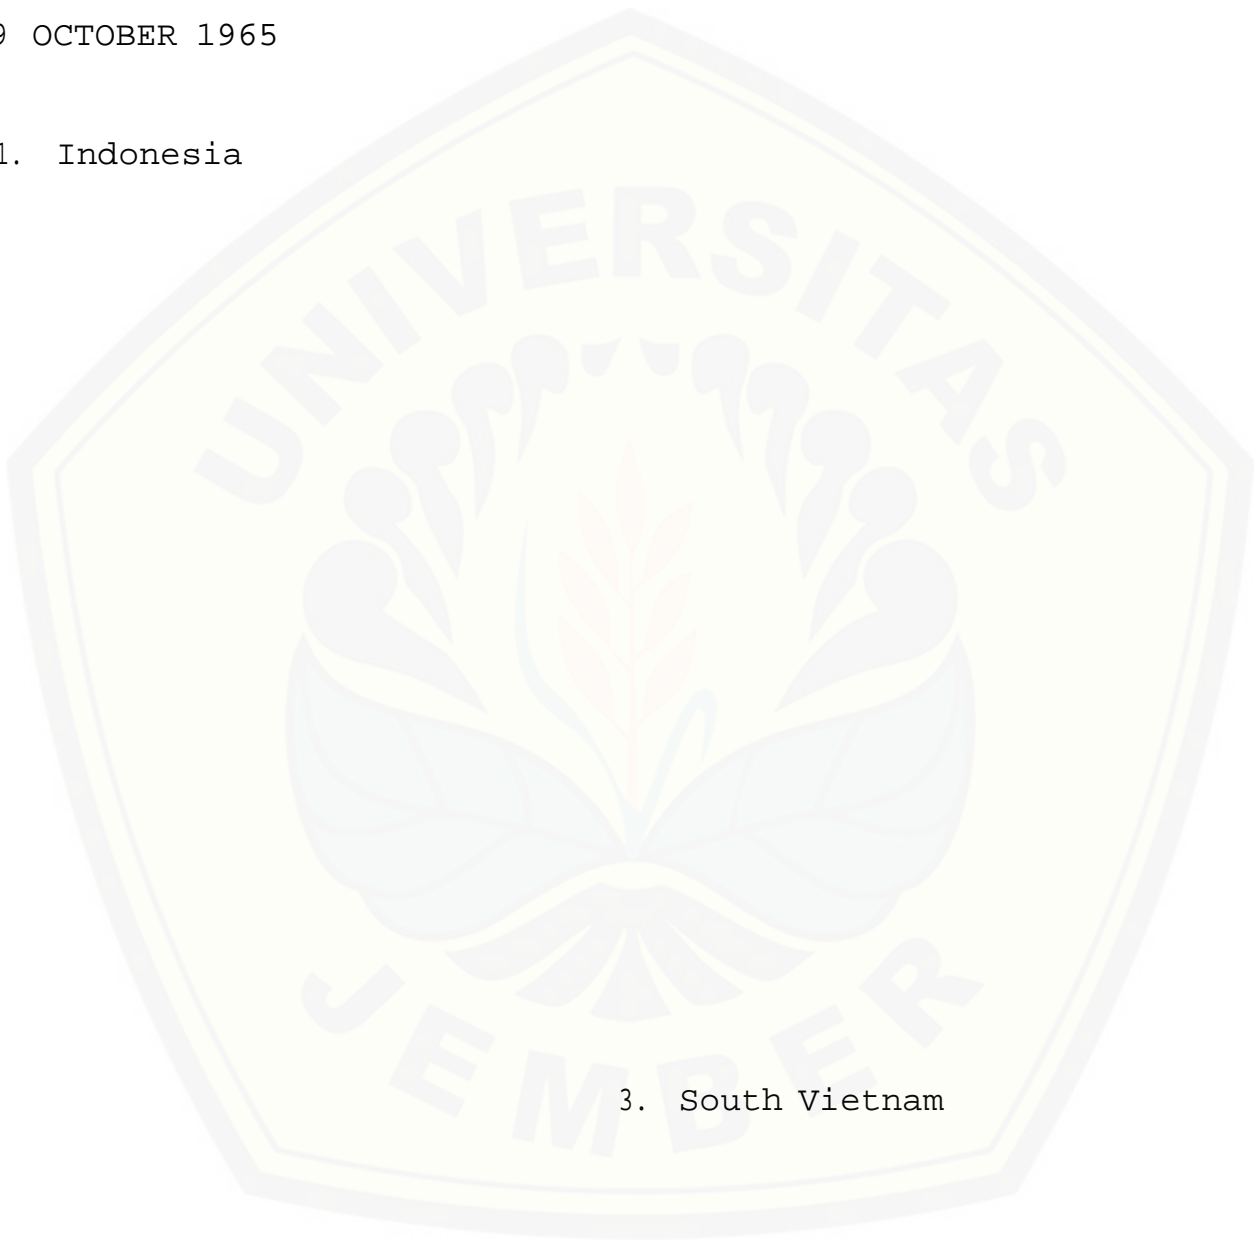 9 OCTOBER 1965
1. Indonesia
UNIVERSITAS
JEMBER
3. South Vietnam